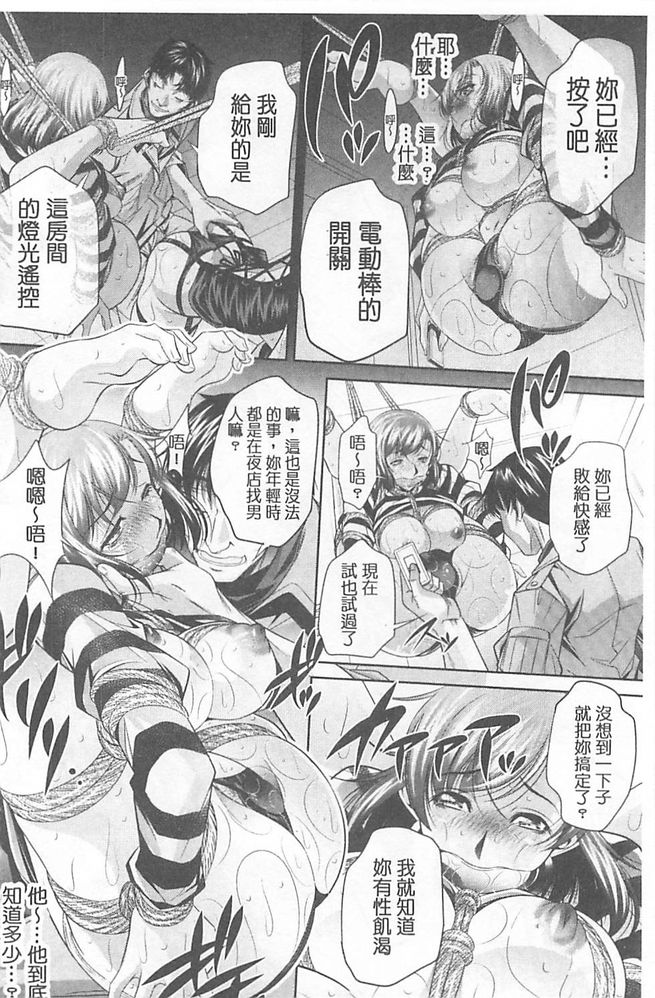 妳已經…
按了吧
耶…
什麼…
這…?
…什麼
呼~
呼~
電動棒的
開關
我剛
給妳的是
呼~
呼~
這房間
的燈光遙控
妳已經
敗給快感了
嗯~
唔~唔?
現在
試也試過了
嘛,這也是沒法
的事,妳年輕時
都是在夜店找男
人嘛?
唔!
嗯嗯~唔!
沒想到一下子
就把妳搞定了?
カァァァ
我就知道
妳有性飢渴
他~…他到底
知道多少…?